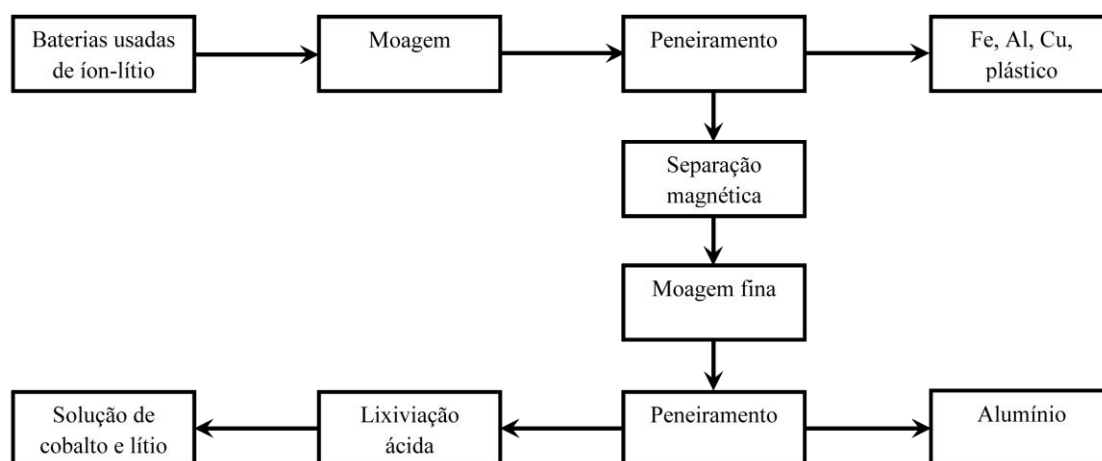 Baterias usadas
de íon-lítio
Moagem
Peneiramento
Fe, Al, Cu,
plástico
Separação
magnética
Moagem fina
Solução de
cobalto e lítio
Lixiviação
ácida
Peneiramento
Alumínio